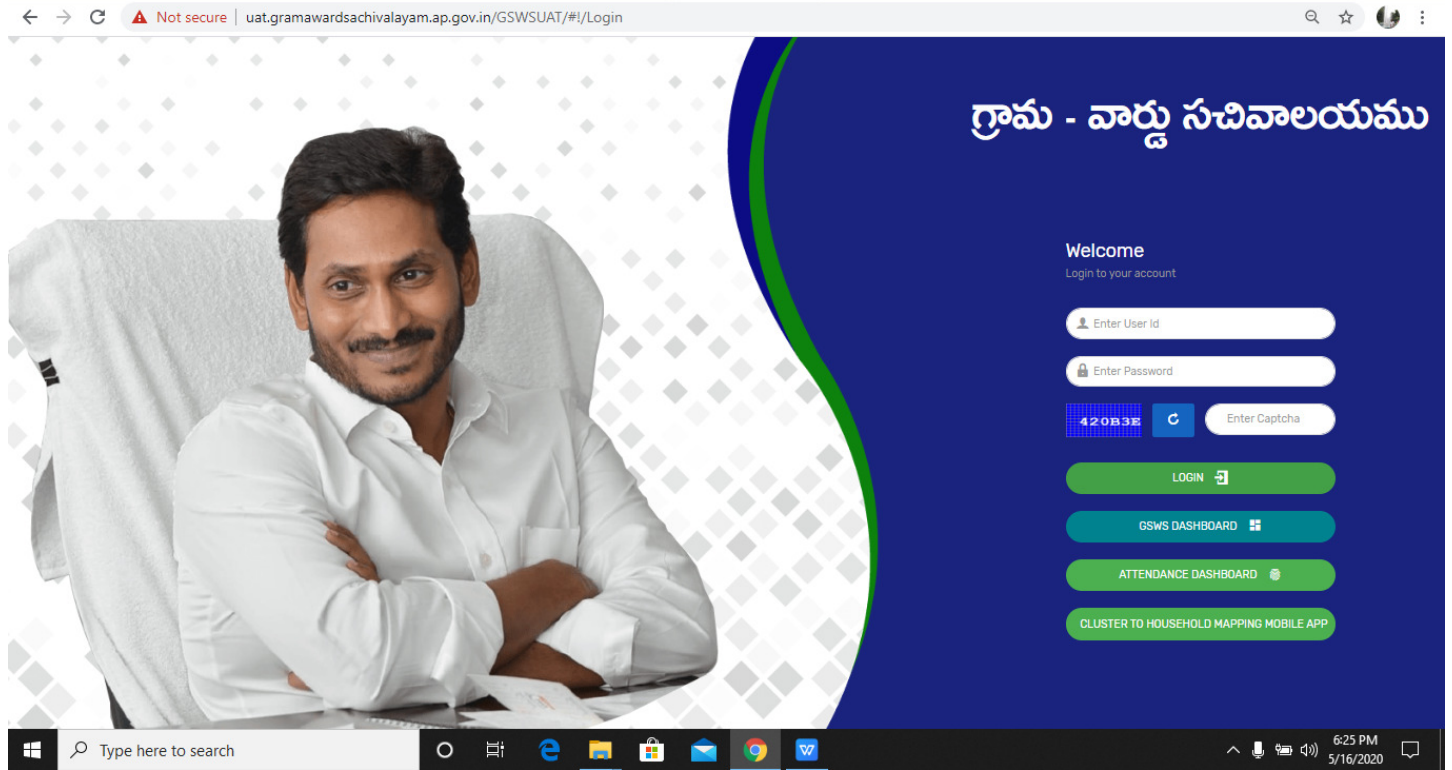 Not secure | uat.gramawardsachivalayam.ap.gov.in/GSWSUAT/#!/Login
గ్రామ - వార్డు సచివాలయము
Welcome
Login to your account
Enter User Id
Enter Password
420B3E
Enter Captcha
LOGIN
GSWS DASHBOARD
ATTENDANCE DASHBOARD
CLUSTER TO HOUSEHOLD MAPPING MOBILE APP
Type here to search
6:25 PM
5/16/2020